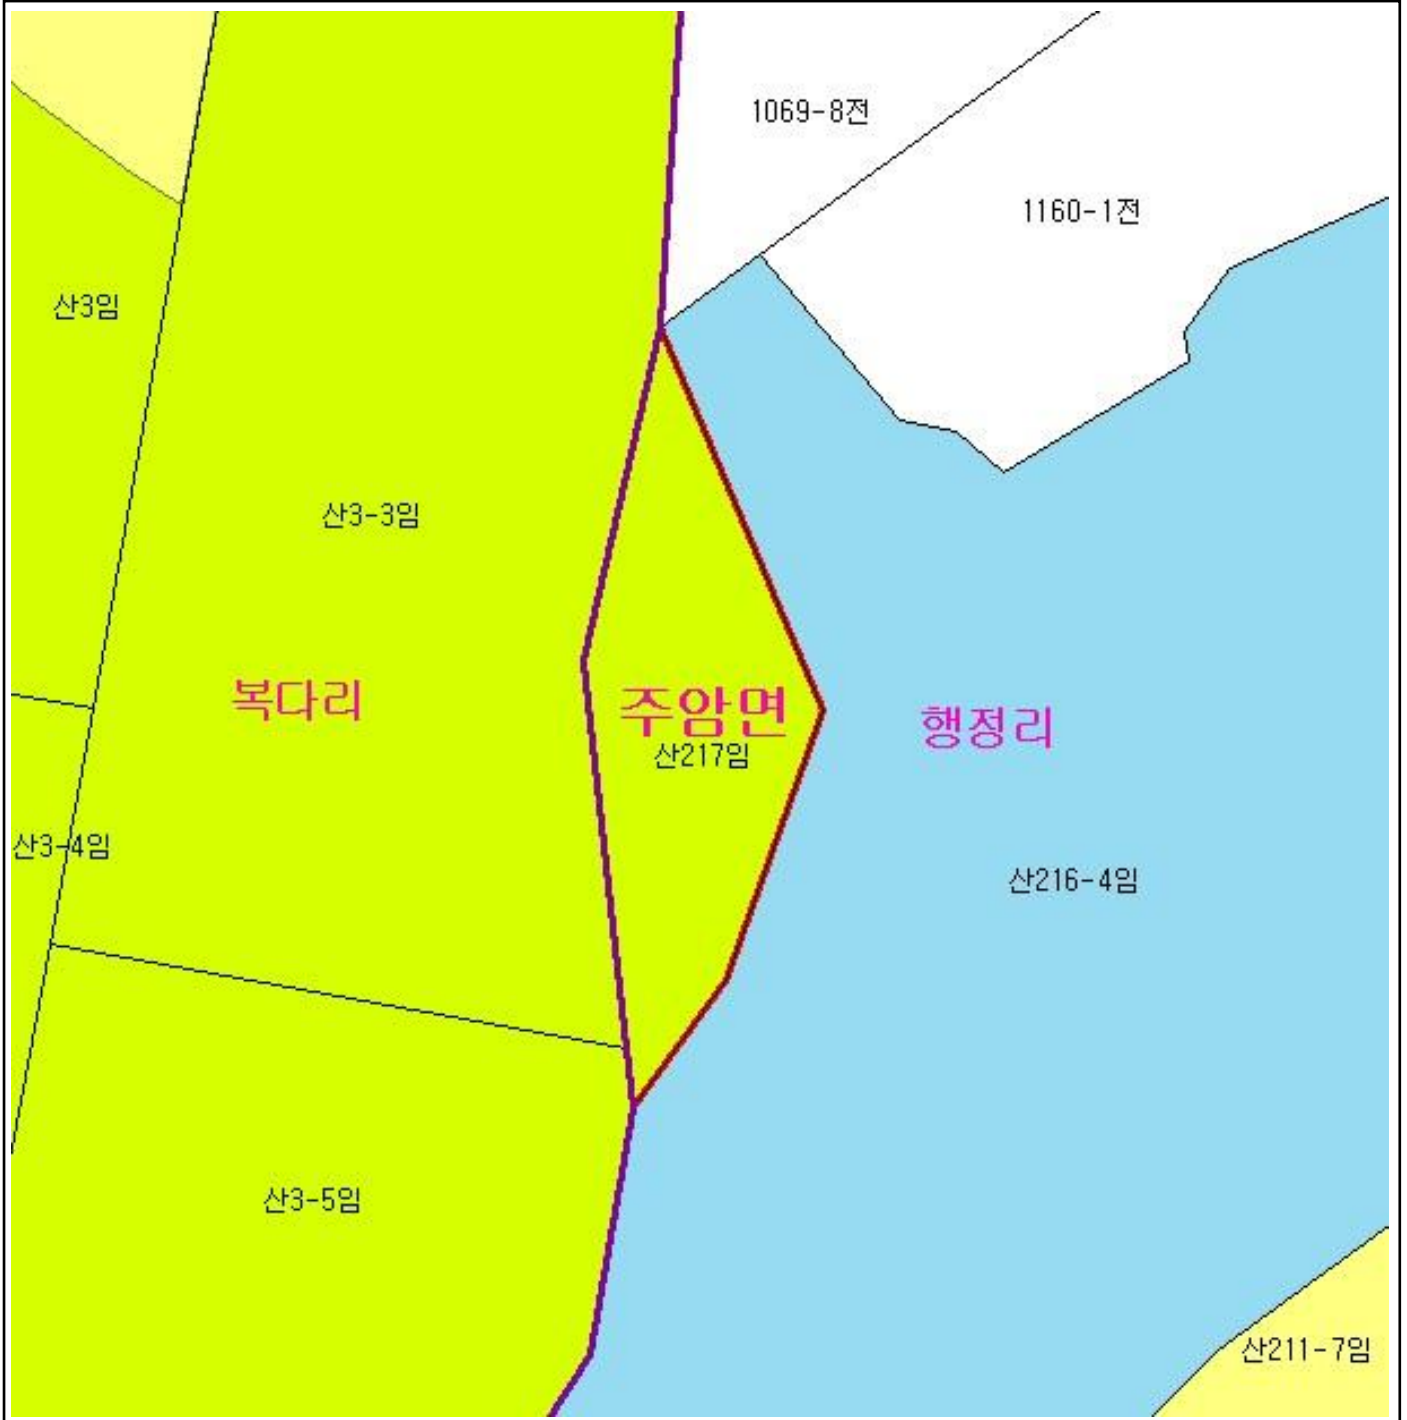 1069-8전
1160-1전
산3임
산3-3임
복다리
주암면
행정리
산217임
산3-4임
산216-4임
산3-5임
산211-7임